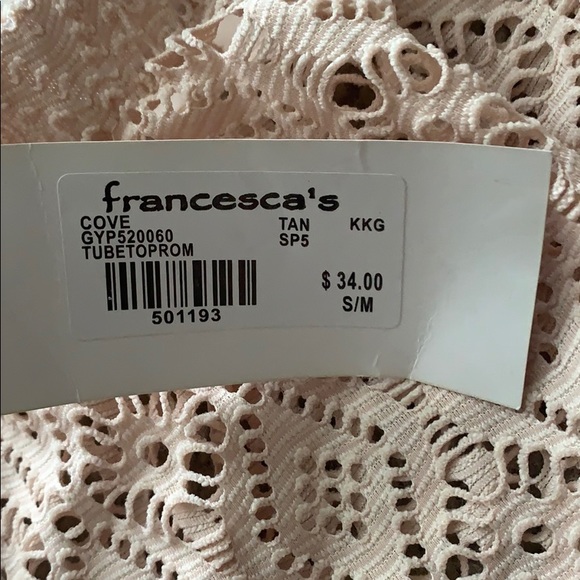 francesca's
COVE TAN KKG
GYP520060 SP5
TUBETOPROM
$ 34.00
501193 S/M